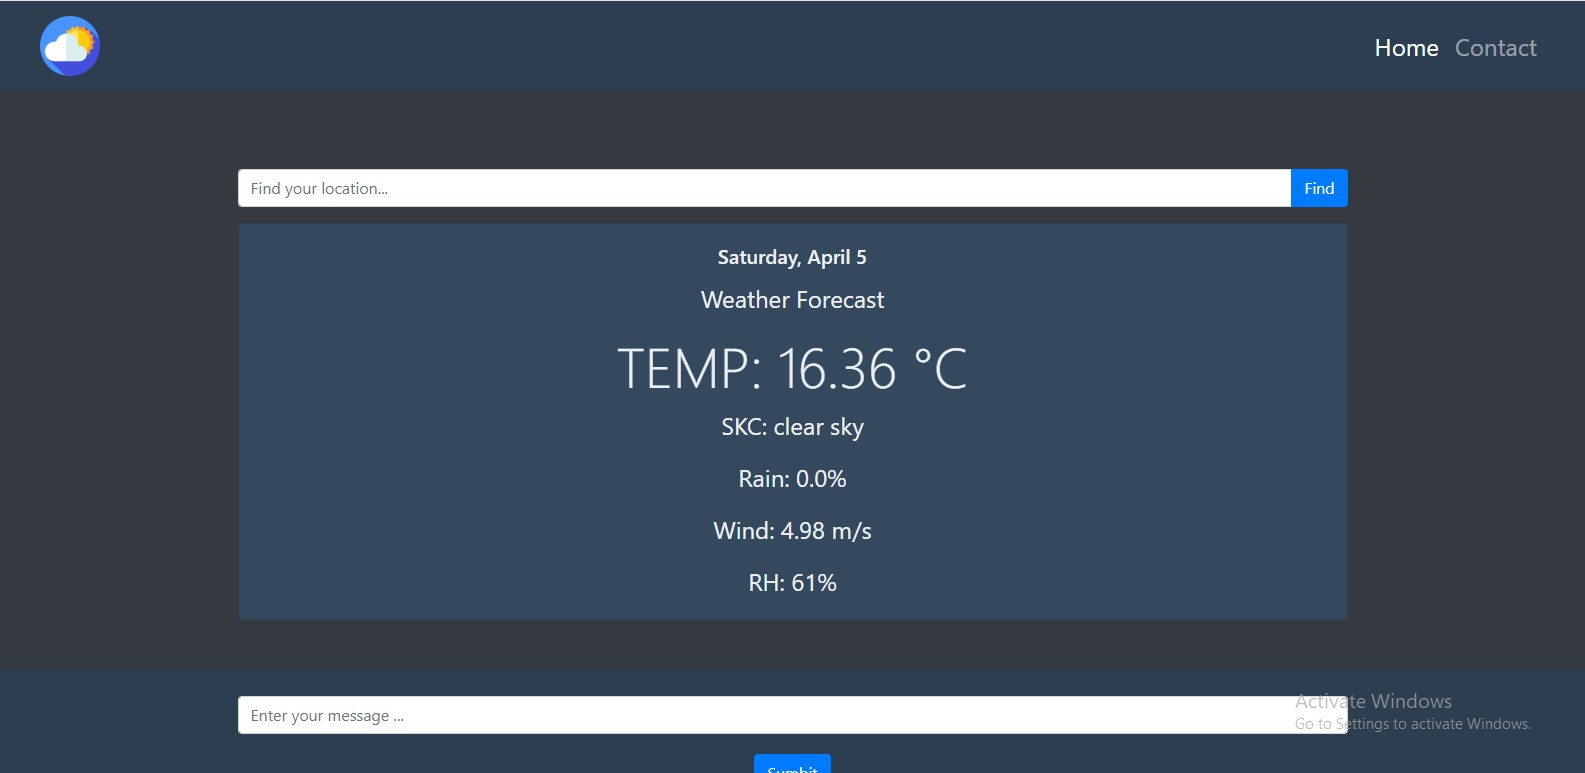 Home Contact
Find your location...
Find
Saturday, April 5
Weather Forecast
TEMP: 16.36 °C
SKC: clear sky
Rain: 0.0%
Wind: 4.98 m/s
RH: 61%
Enter your message ...
Activate Windows
Go to Settings to activate Windows.
Sumbit